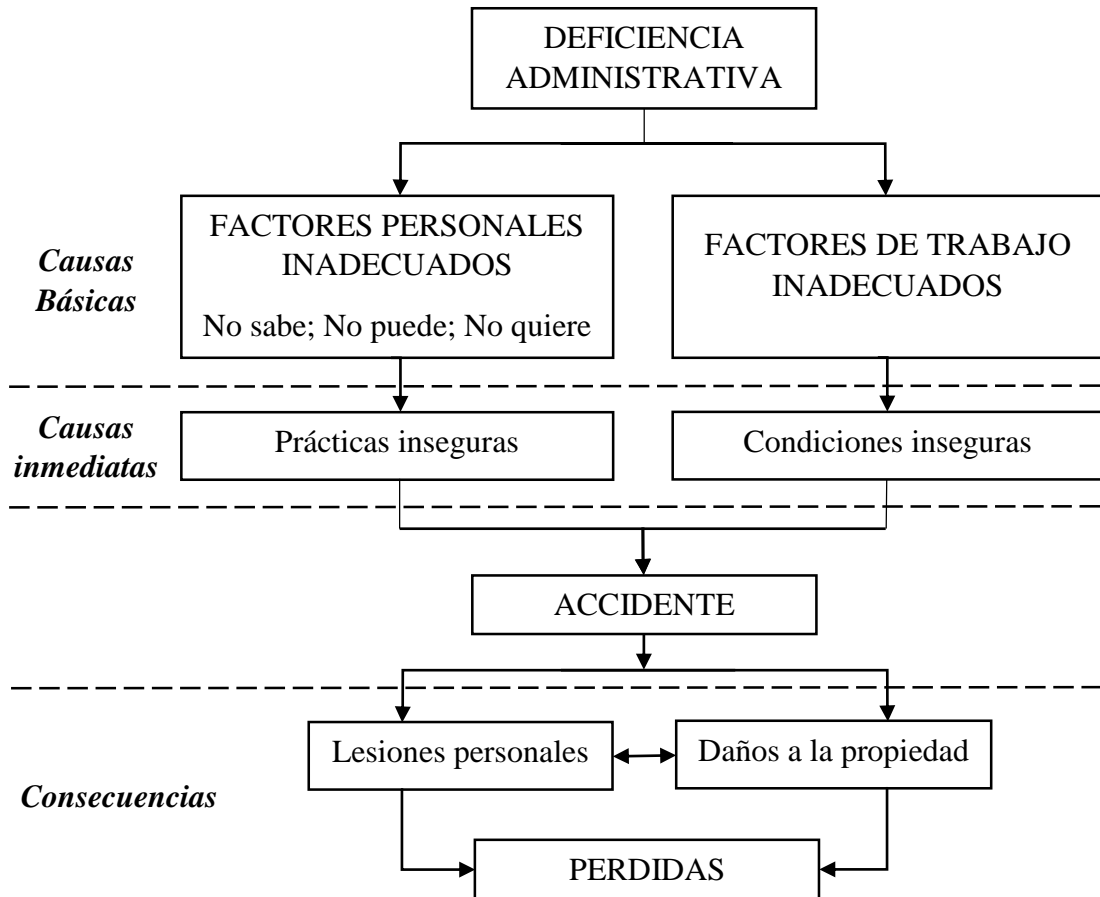 DEFICIENCIA
ADMINISTRATIVA
Causas
Básicas
FACTORES PERSONALES
INADECUADOS
No sabe; No puede; No quiere
FACTORES DE TRABAJO
INADECUADOS
Causas
inmediatas
Prácticas inseguras
Condiciones inseguras
ACCIDENTE
Consecuencias
Lesiones personales
Daños a la propiedad
PERDIDAS